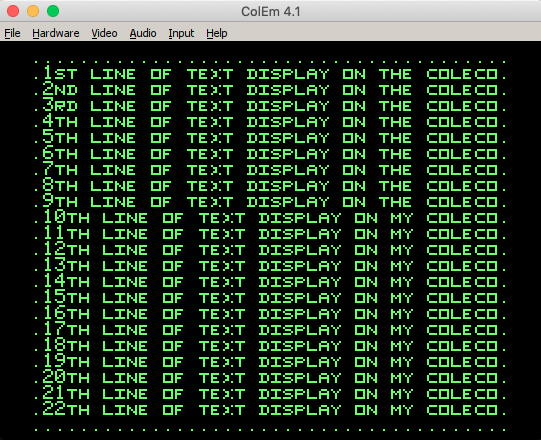 ........................................
.1ST LINE OF TEXT DISPLAY ON THE COLECO.
.2ND LINE OF TEXT DISPLAY ON THE COLECO.
.3RD LINE OF TEXT DISPLAY ON THE COLECO.
.4TH LINE OF TEXT DISPLAY ON THE COLECO.
.5TH LINE OF TEXT DISPLAY ON THE COLECO.
.6TH LINE OF TEXT DISPLAY ON THE COLECO.
.7TH LINE OF TEXT DISPLAY ON THE COLECO.
.8TH LINE OF TEXT DISPLAY ON THE COLECO.
.9TH LINE OF TEXT DISPLAY ON THE COLECO.
.10TH LINE OF TEXT DISPLAY ON MY COLECO.
.11TH LINE OF TEXT DISPLAY ON MY COLECO.
.12TH LINE OF TEXT DISPLAY ON MY COLECO.
.13TH LINE OF TEXT DISPLAY ON MY COLECO.
.14TH LINE OF TEXT DISPLAY ON MY COLECO.
.15TH LINE OF TEXT DISPLAY ON MY COLECO.
.16TH LINE OF TEXT DISPLAY ON MY COLECO.
.17TH LINE OF TEXT DISPLAY ON MY COLECO.
.18TH LINE OF TEXT DISPLAY ON MY COLECO.
.19TH LINE OF TEXT DISPLAY ON MY COLECO.
.20TH LINE OF TEXT DISPLAY ON MY COLECO.
.21TH LINE OF TEXT DISPLAY ON MY COLECO.
.22TH LINE OF TEXT DISPLAY ON MY COLECO.
........................................
ColEm 4.1
File Hardware Video Audio Input Help